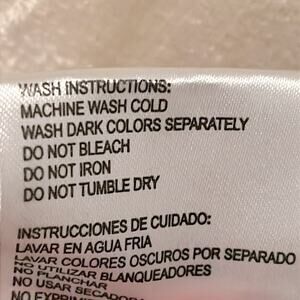 WASH INSTRUCTIONS:
MACHINE WASH COLD
WASH DARK COLORS SEPARATELY
DO NOT BLEACH
DO NOT IRON
DO NOT TUMBLE DRY
INSTRUCCIONES DE CUIDADO:
LAVAR EN AGUA FRIA
LAVAR COLORES OSCUROS POR SEPARADO
NO UTILIZAR BLANQUEADORES
NO PLANCHAR
NO USAR SECADORA
NO EXPRIMIR